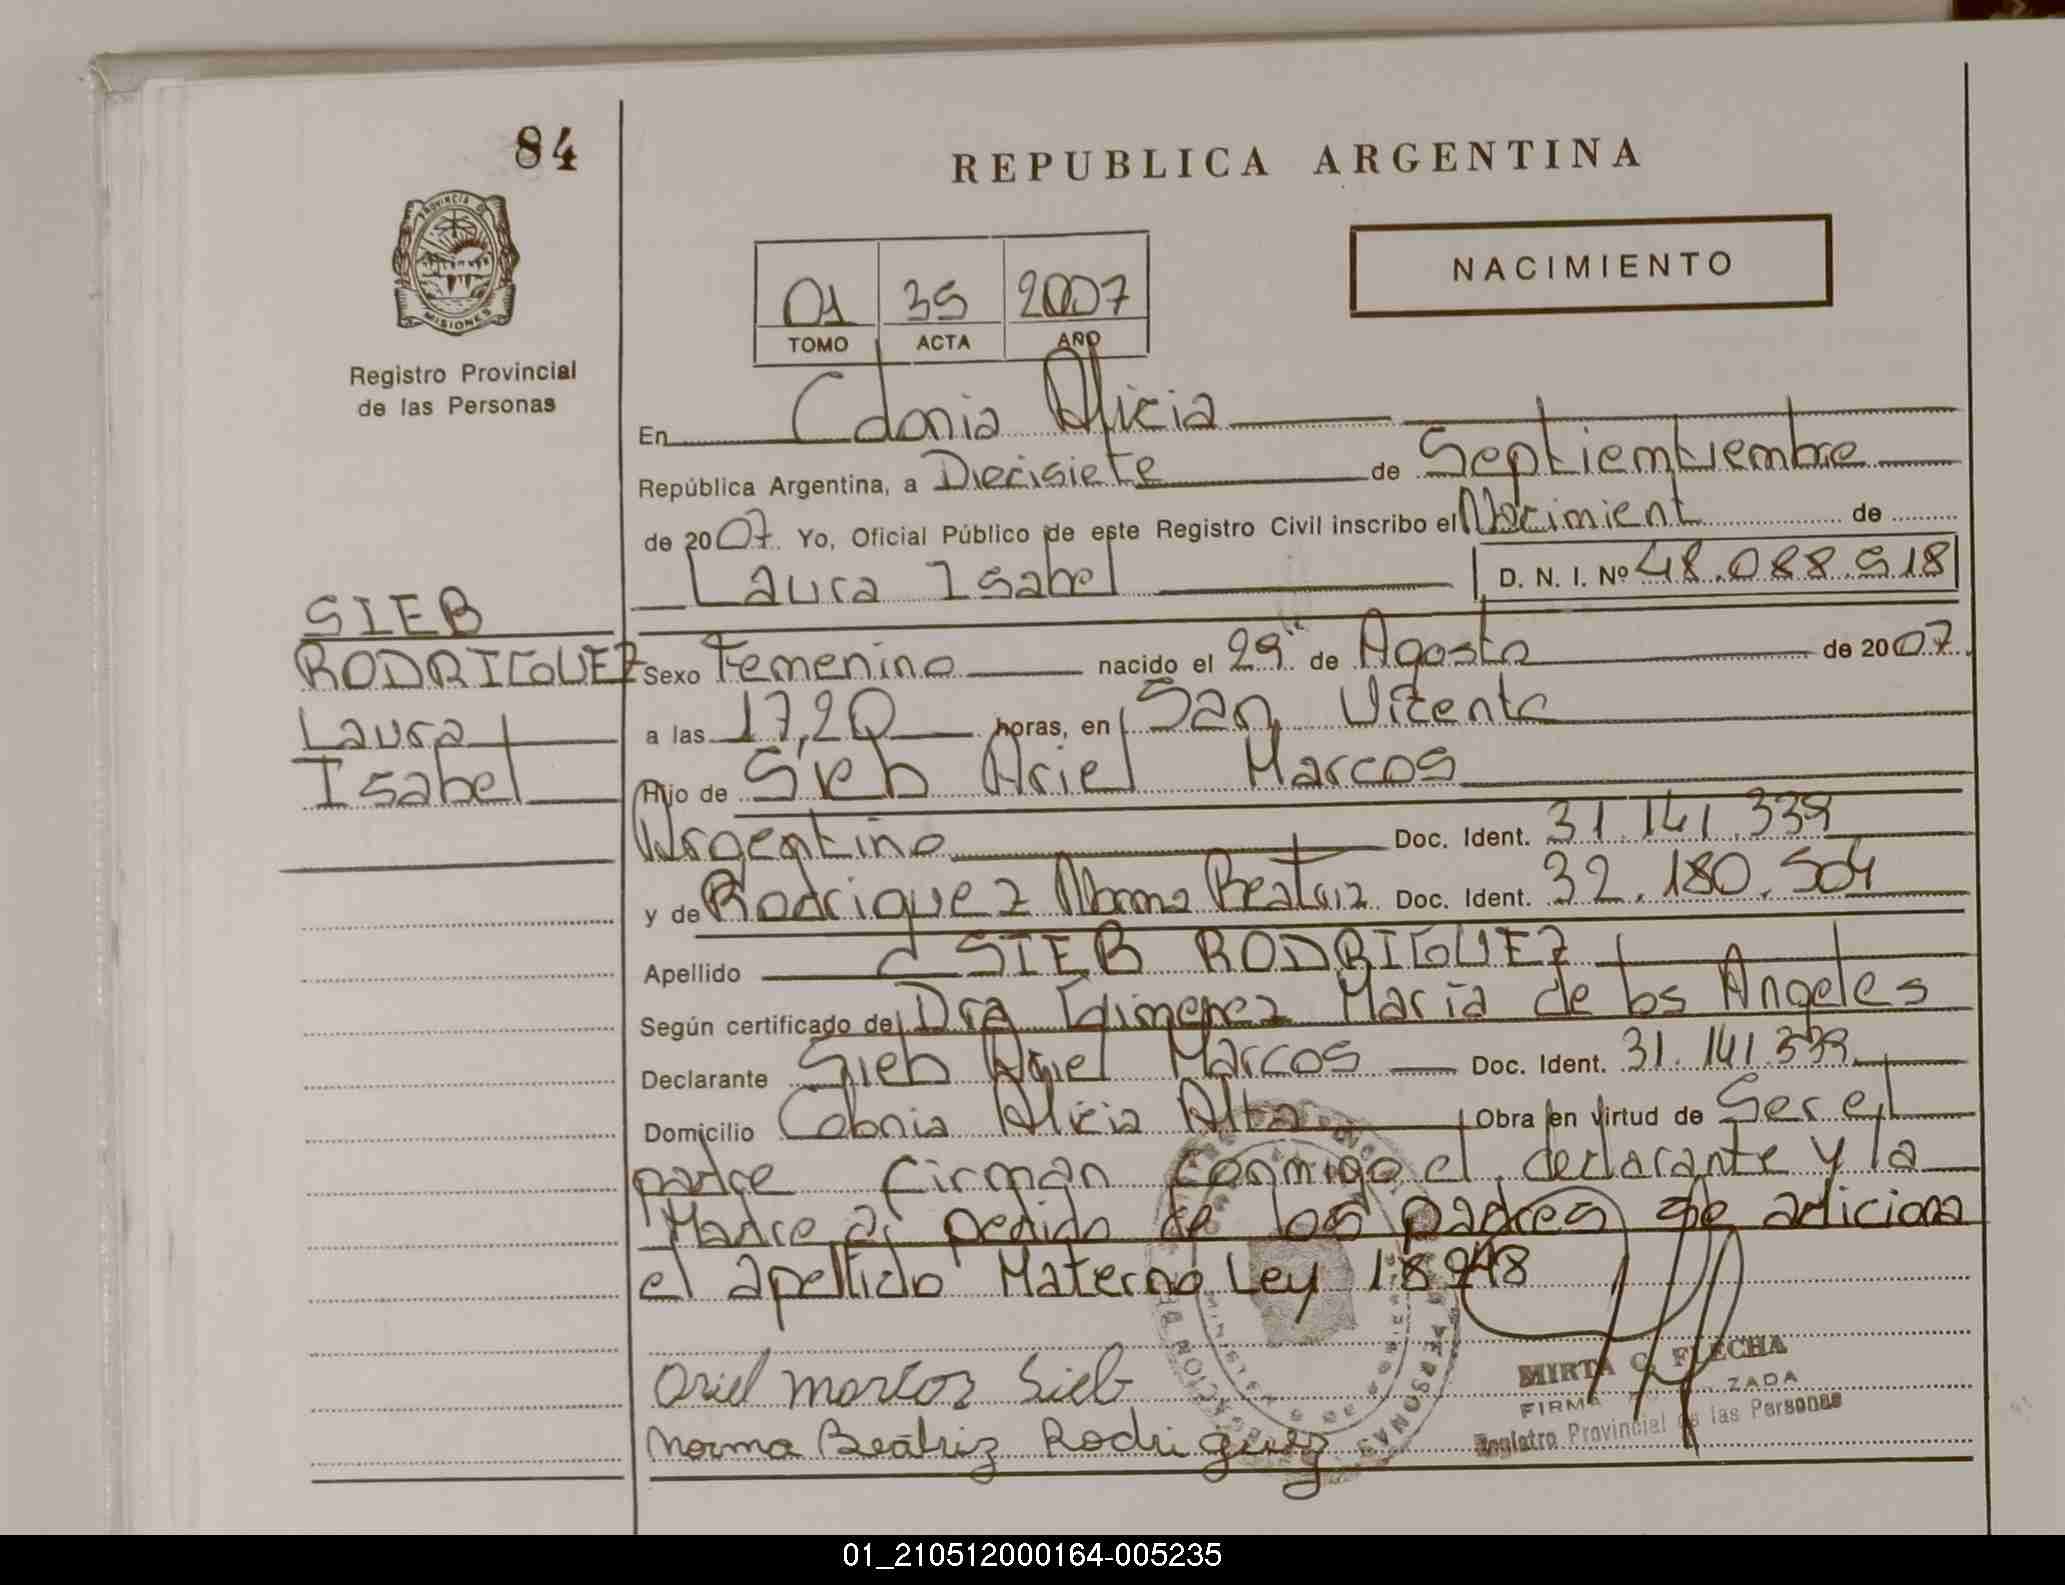 84
REPUBLICA ARGENTINA
PROVINCIA DE
MISIONES
NACIMIENTO
01 35 2007
TOMO ACTA AÑO
Registro Provincial
de las Personas
En Colonia Alicia
República Argentina, a Diecisiete de Septiemtiembre
de 2007. Yo, Oficial Público de este Registro Civil inscribo el Nacimient de
Laura Isabel D. N. I. Nº 48.088.918
SIEB
RODRIGUEZ
Laura
Isabel
Sexo Femenino nacido el 29 de Agosto de 2007.
a las 17,20 horas, en San Vicente
Hijo de Sieb Ariel Marcos
Argentino Doc. Ident. 31.141.339
y de Rodriguez Norma Beatriz Doc. Ident. 32.180.504
Apellido SIEB RODRIGUEZ
Según certificado de Dra Gimenez Maria de los Angeles
Declarante Sieb Ariel Marcos Doc. Ident. 31.141.339
Domicilio Colonia Alicia Alta Obra en virtud de Ser el
padre firman conmigo el declarante y la
Madre a pedido de los padres se adiciona
el apellido Materno Ley 18248
Ariel Marcos Sieb
Norma Beatriz Rodriguez
MIRTA C. FLECHA
FIRMA
Registro Provincial de las Personas
01_210512000164-005235